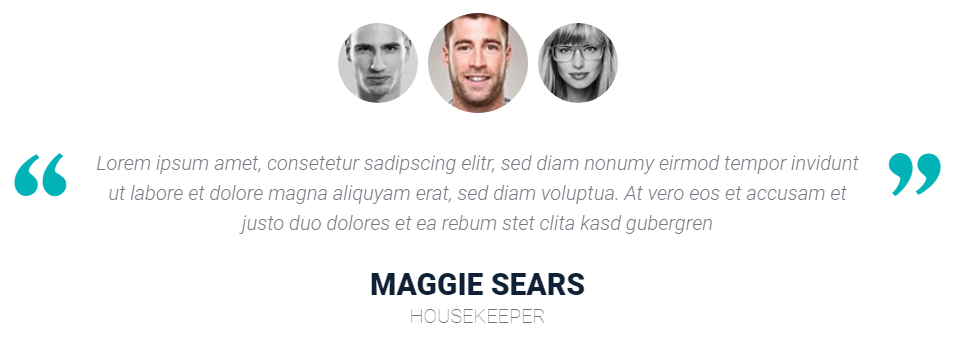 “ Lorem ipsum amet, consetetur sadipscing elitr, sed diam nonumy eirmod tempor invidunt ”
ut labore et dolore magna aliquyam erat, sed diam voluptua. At vero eos et accusam et
justo duo dolores et ea rebum stet clita kasd gubergren
MAGGIE SEARS
HOUSEKEEPER